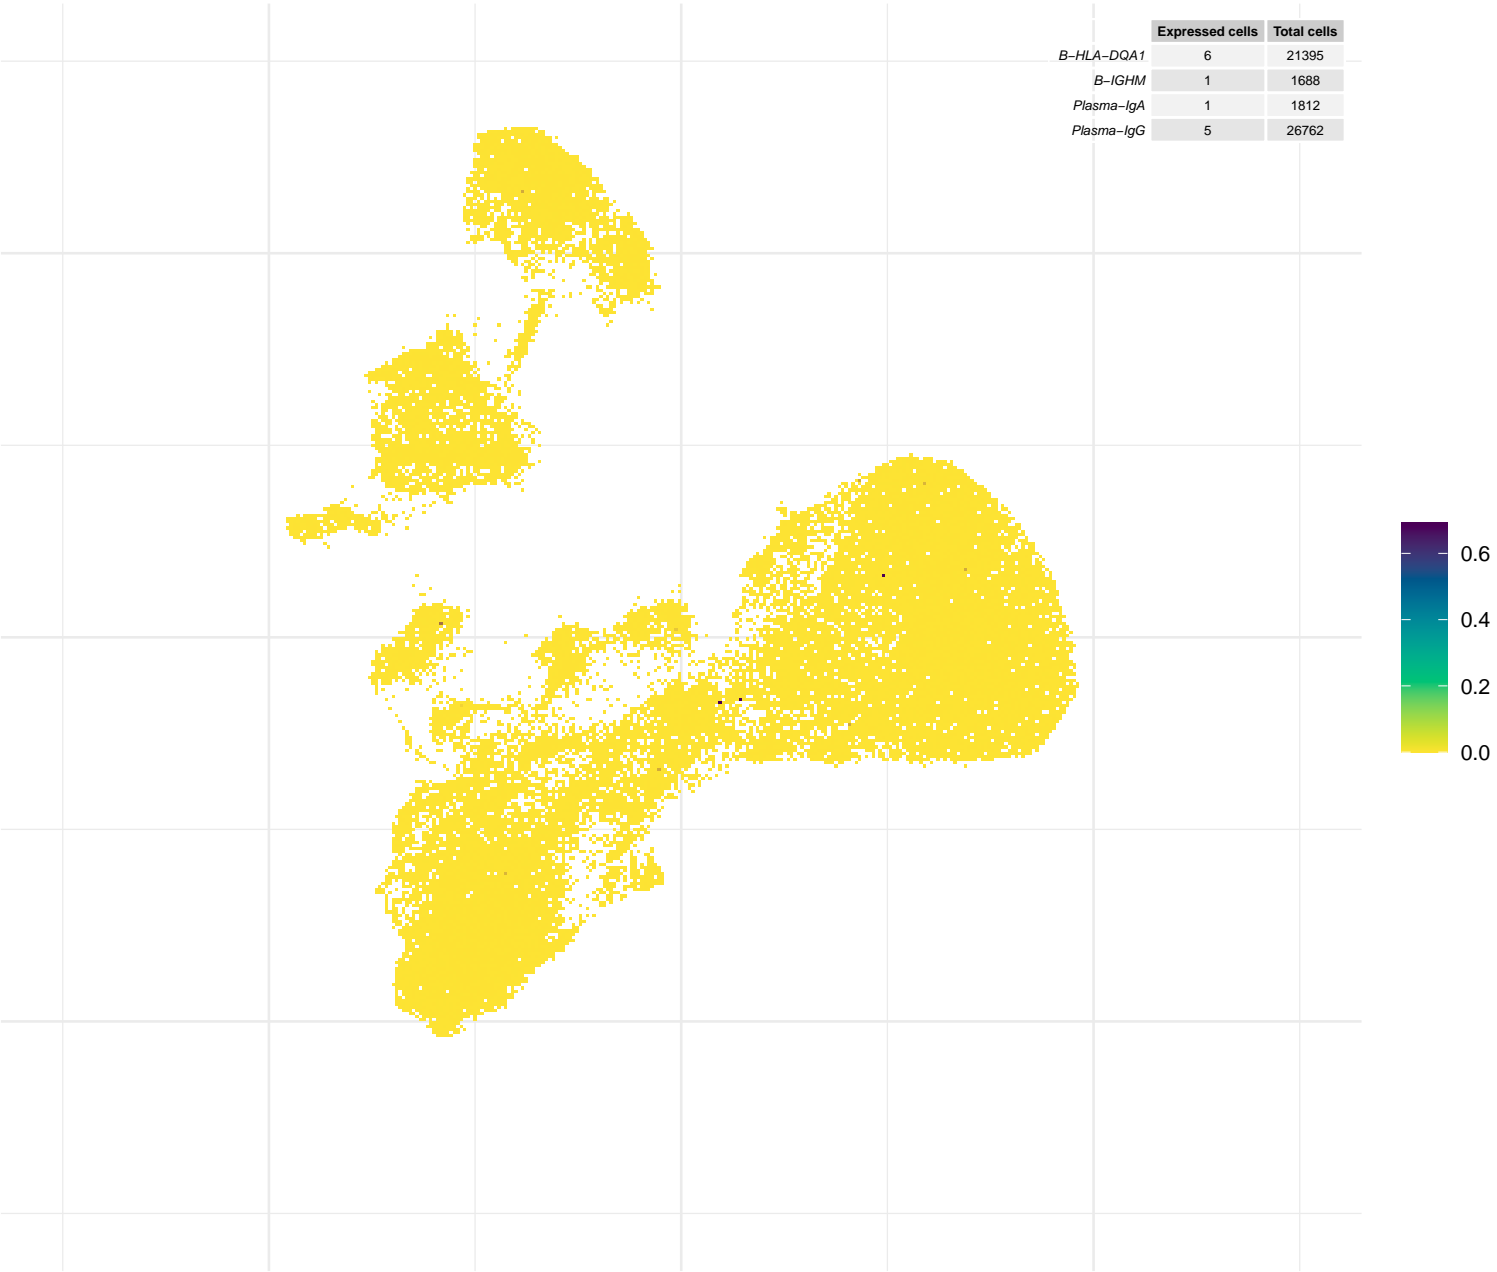 Expressed cells Total cells
B−HLA−DQA1 6 21395
B−IGHM 1 1688
Plasma−IgA 1 1812
Plasma−IgG 5 26762
0.6
0.4
0.2
0.0